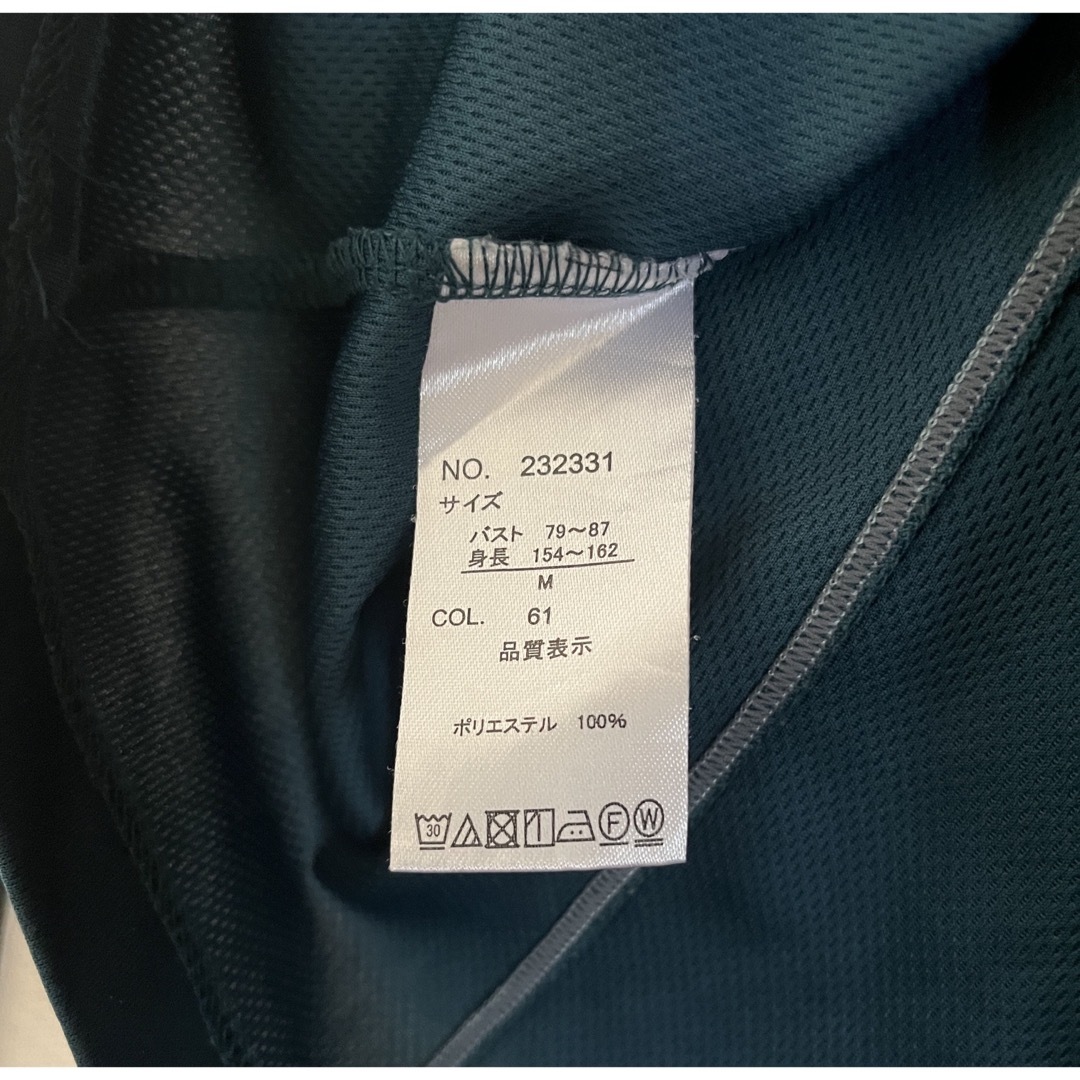 NO. 232331
サイズ
バスト 79～87
身長 154～162
M
COL. 61
品質表示
ポリエステル 100%
30 F W